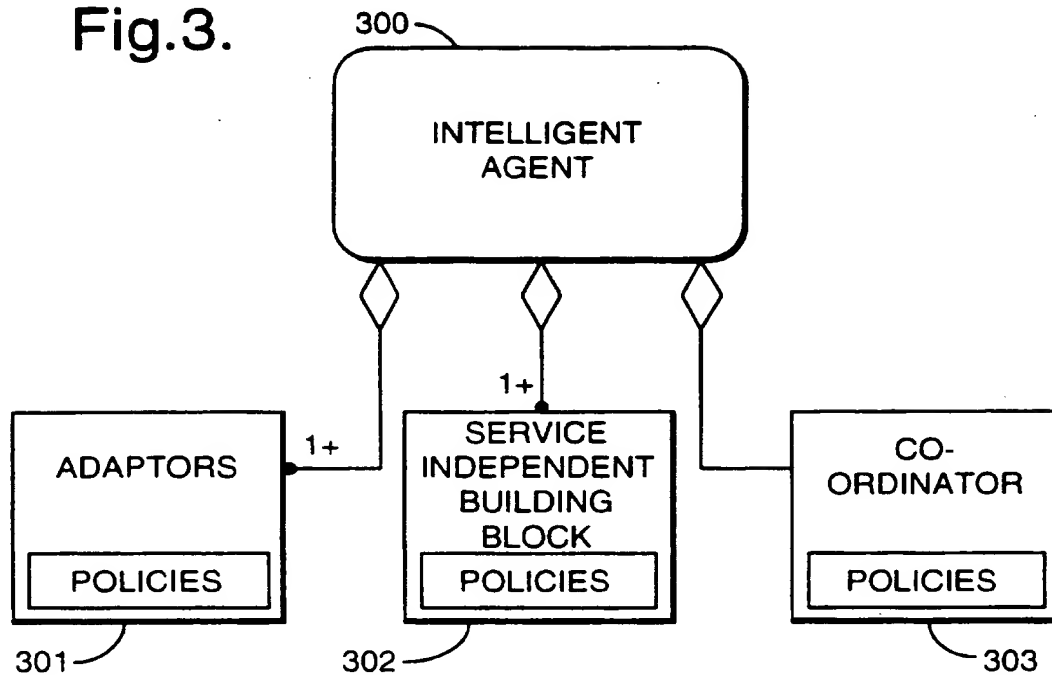 Fig.3.
300
INTELLIGENT
AGENT
1+
1+
ADAPTORS
POLICIES
301
SERVICE
INDEPENDENT
BUILDING
BLOCK
POLICIES
302
CO-
ORDINATOR
POLICIES
303